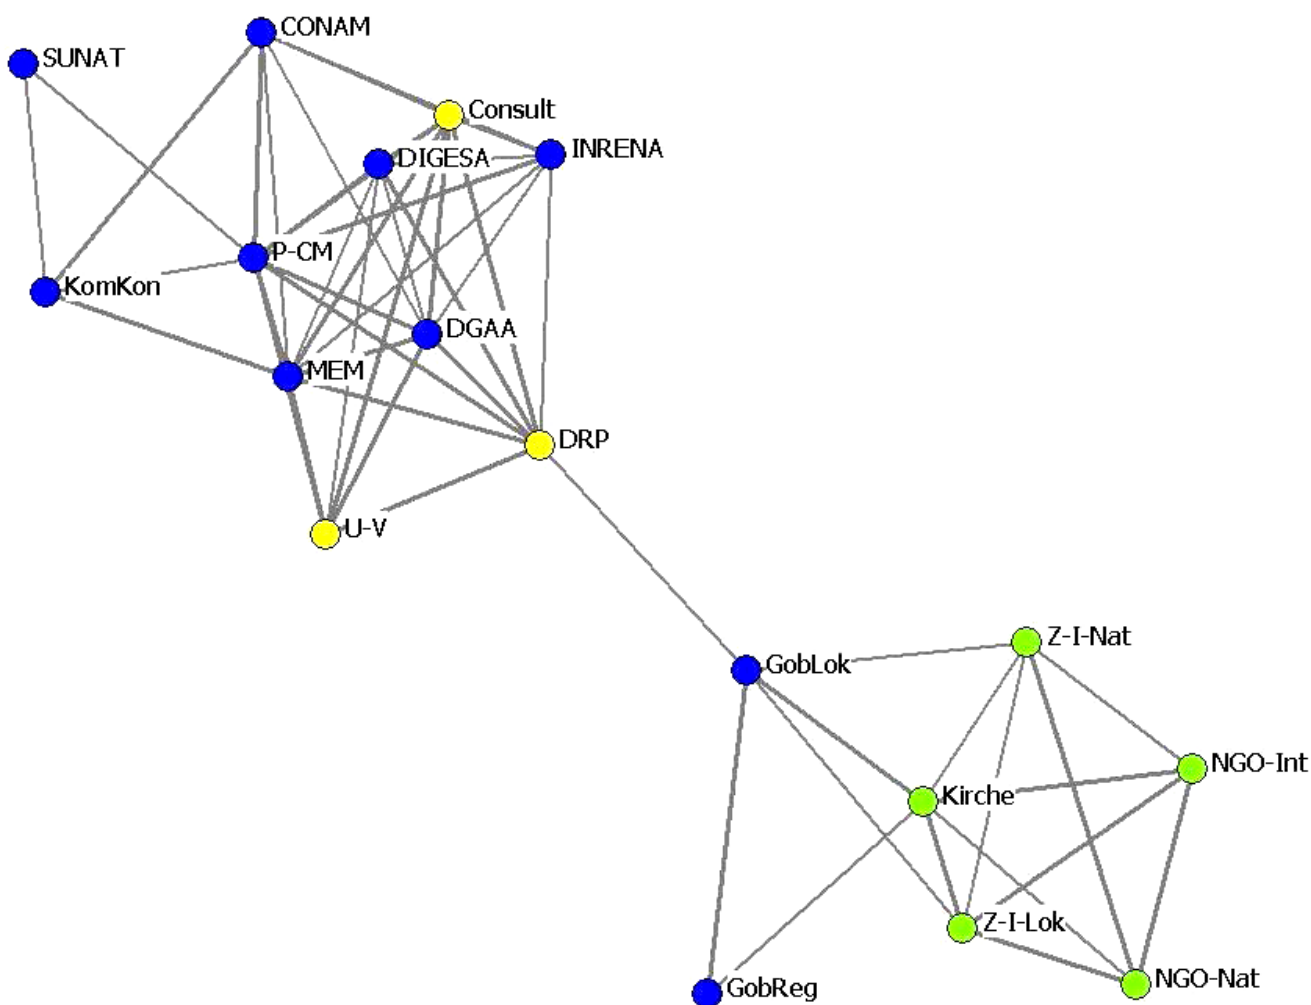 CONAM
SUNAT
Consult
INRENA
DIGESA
P-CM
KomKon
DGAA
MEM
DRP
U-V
Z-I-Nat
GobLok
NGO-Int
Kirche
Z-I-Lok
NGO-Nat
GobReg